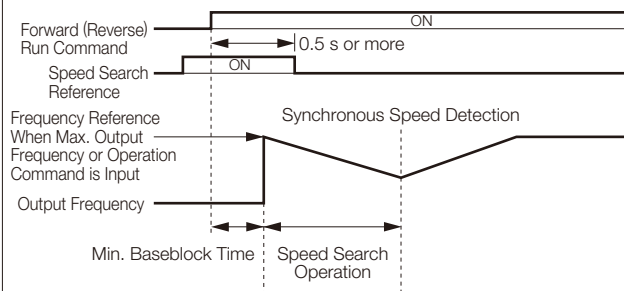 Forward (Reverse)
Run Command
ON
0.5 s or more
Speed Search
Reference
ON
Frequency Reference
When Max. Output
Frequency or Operation
Command is Input
Synchronous Speed Detection
Output Frequency
Min. Baseblock Time
Speed Search
Operation